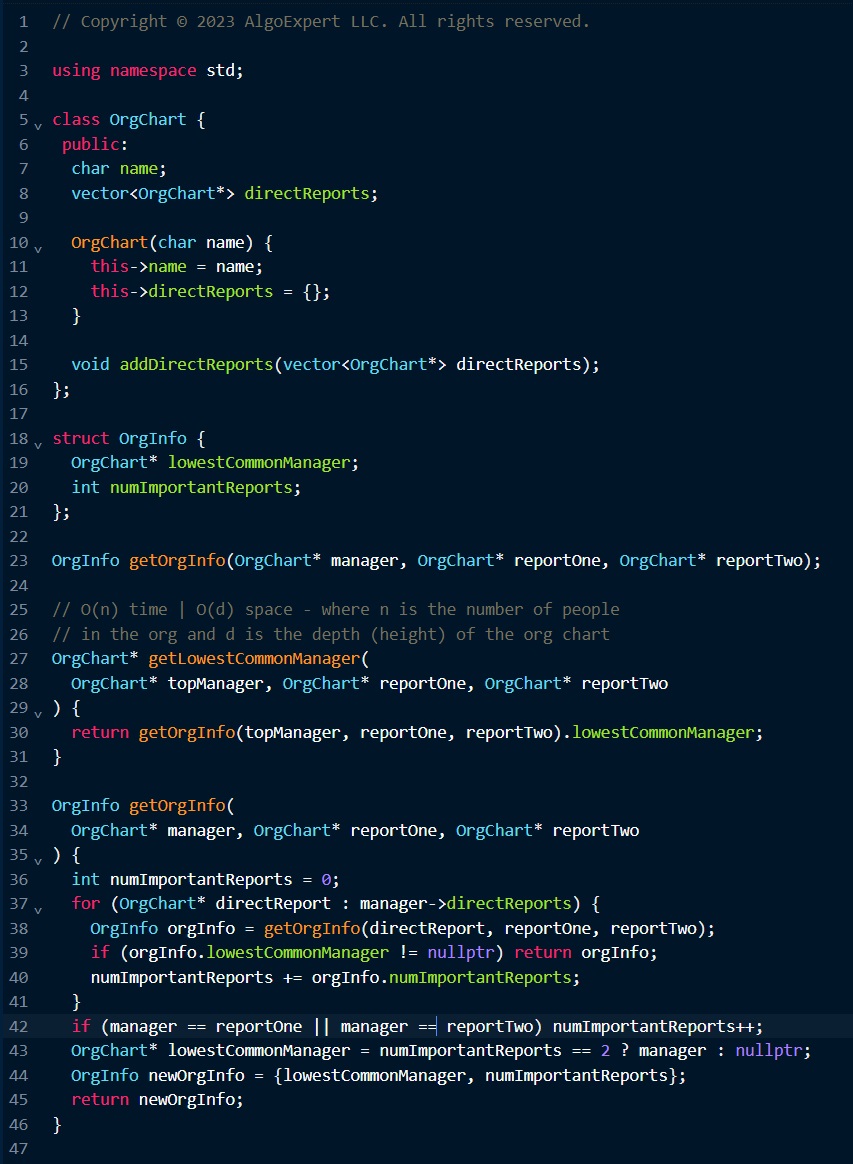 1 // Copyright © 2023 AlgoExpert LLC. All rights reserved.
2
3 using namespace std;
4
5 class OrgChart {
6  public:
7   char name;
8   vector<OrgChart*> directReports;
9
10   OrgChart(char name) {
11     this->name = name;
12     this->directReports = {};
13   }
14
15   void addDirectReports(vector<OrgChart*> directReports);
16 };
17
18 struct OrgInfo {
19   OrgChart* lowestCommonManager;
20   int numImportantReports;
21 };
22
23 OrgInfo getOrgInfo(OrgChart* manager, OrgChart* reportOne, OrgChart* reportTwo);
24
25 // O(n) time | O(d) space - where n is the number of people
26 // in the org and d is the depth (height) of the org chart
27 OrgChart* getLowestCommonManager(
28   OrgChart* topManager, OrgChart* reportOne, OrgChart* reportTwo
29 ) {
30   return getOrgInfo(topManager, reportOne, reportTwo).lowestCommonManager;
31 }
32
33 OrgInfo getOrgInfo(
34   OrgChart* manager, OrgChart* reportOne, OrgChart* reportTwo
35 ) {
36   int numImportantReports = 0;
37   for (OrgChart* directReport : manager->directReports) {
38     OrgInfo orgInfo = getOrgInfo(directReport, reportOne, reportTwo);
39     if (orgInfo.lowestCommonManager != nullptr) return orgInfo;
40     numImportantReports += orgInfo.numImportantReports;
41   }
42   if (manager == reportOne || manager == reportTwo) numImportantReports++;
43   OrgChart* lowestCommonManager = numImportantReports == 2 ? manager : nullptr;
44   OrgInfo newOrgInfo = {lowestCommonManager, numImportantReports};
45   return newOrgInfo;
46 }
47